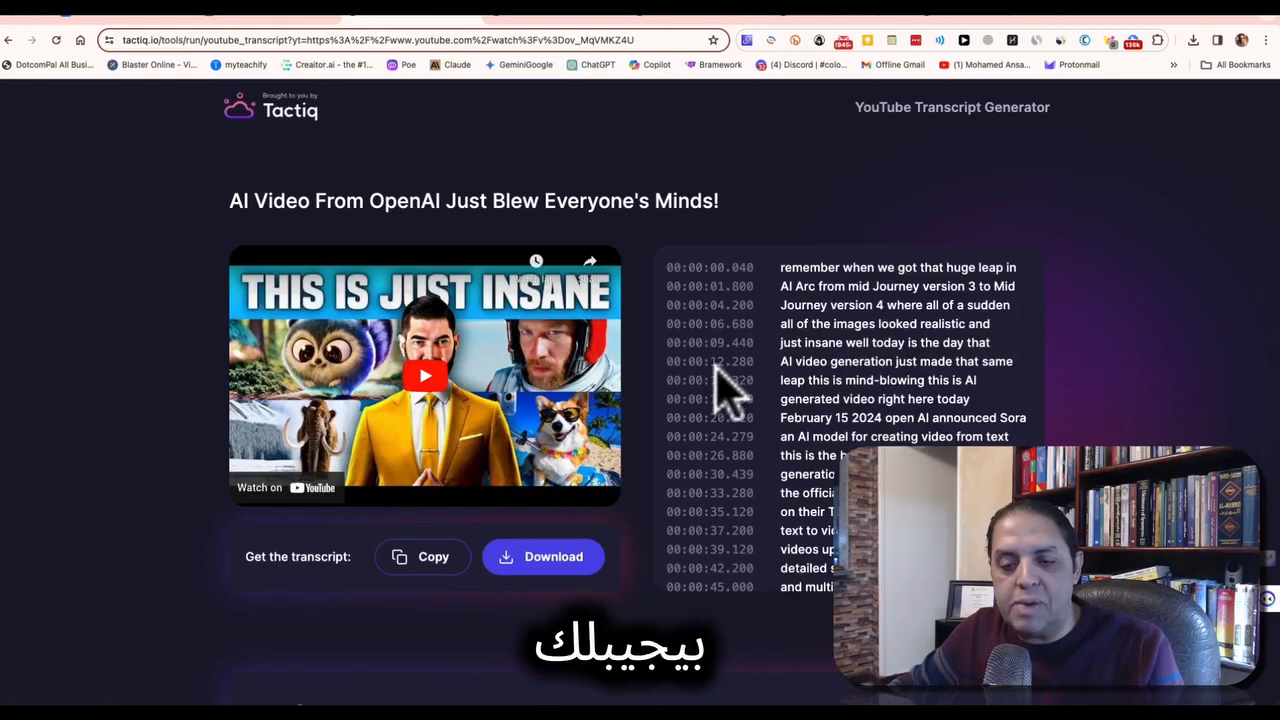 tactiq.io/tools/run/youtube_transcript?yt=https%3A%2F%2Fwww.youtube.com%2Fwatch%3Fv%3Dov_MqVMKZ4U
DotcomPal All Busi... Blaster Online - Vi... myteachify Creaitor.ai - the #1... Poe Claude GeminiGoogle ChatGPT Copilot Bramework (4) Discord | #colo... Offline Gmail (1) Mohamed Ansa... Protonmail » All Bookmarks
Brought to you by
Tactiq
YouTube Transcript Generator
AI Video From OpenAI Just Blew Everyone's Minds!
THIS IS JUST INSANE
Watch on YouTube
Get the transcript: Copy Download
00:00:00.040 remember when we got that huge leap in
00:00:01.800 AI Arc from mid Journey version 3 to Mid
00:00:04.200 Journey version 4 where all of a sudden
00:00:06.680 all of the images looked realistic and
00:00:09.440 just insane well today is the day that
00:00:12.280 AI video generation just made that same
leap this is mind-blowing this is AI
generated video right here today
February 15 2024 open AI announced Sora
00:00:24.279 an AI model for creating video from text
00:00:26.880 this is the
00:00:30.439
00:00:33.280 the
00:00:35.120 on their
00:00:37.200 text to
00:00:39.120 videos
00:00:42.200 detailed
00:00:45.000 and
بيجيبلك